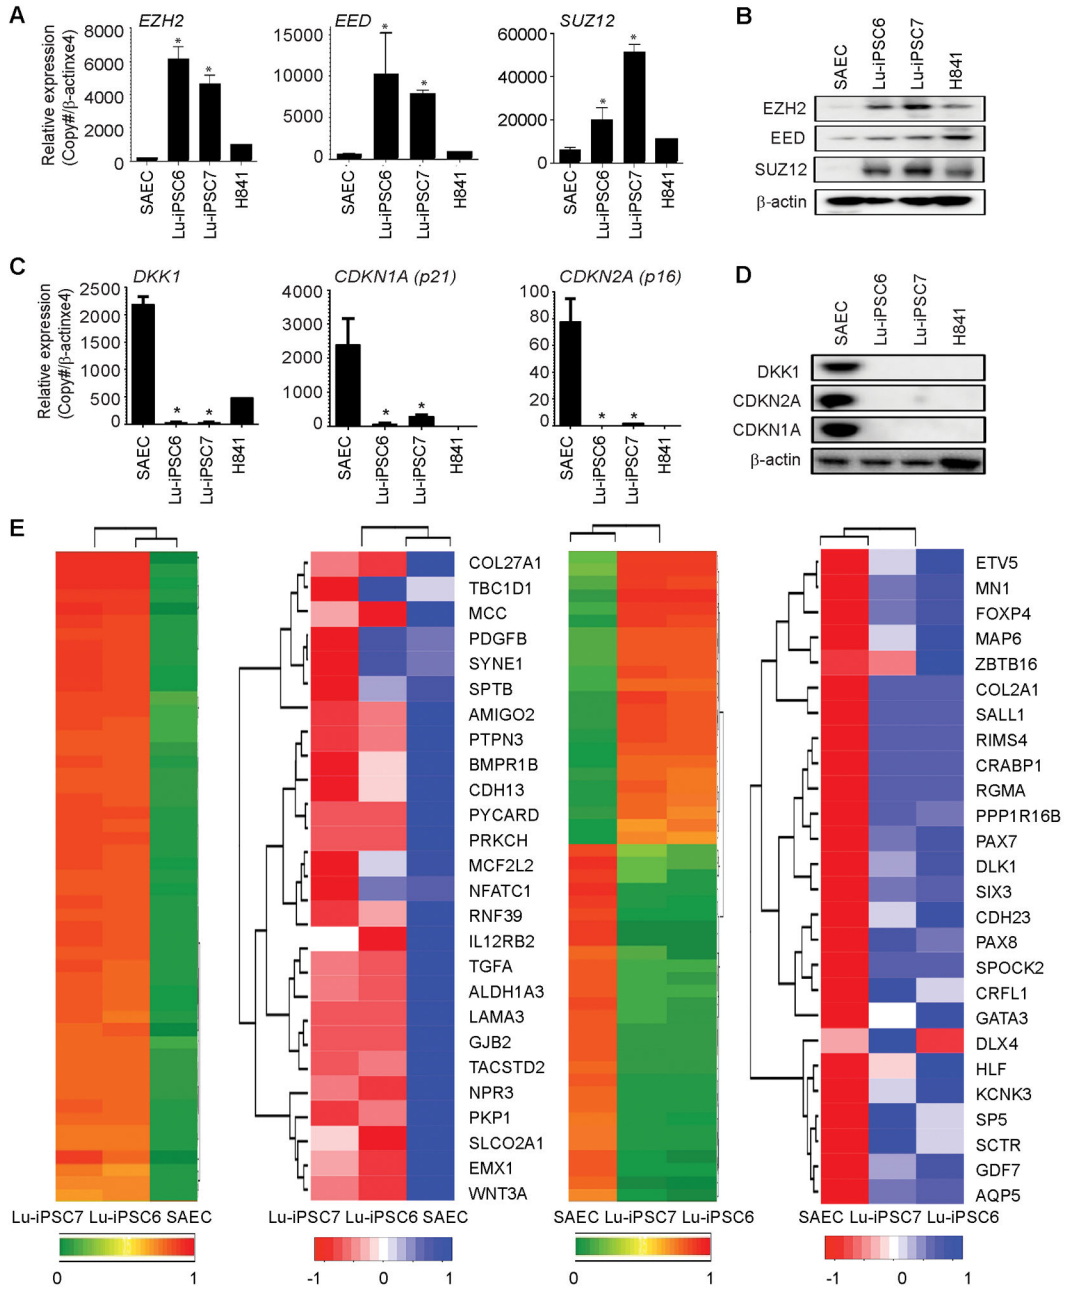 A
EZH2
EED
SUZ12
Relative expression
(Copy#/β-actinxe4)
8000
6000
4000
2000
0
*
*
SAEC
Lu-iPSC6
Lu-iPSC7
H841
15000
10000
5000
0
*
*
SAEC
Lu-iPSC6
Lu-iPSC7
H841
60000
40000
20000
0
*
*
SAEC
Lu-iPSC6
Lu-iPSC7
H841
B
SAEC
Lu-iPSC6
Lu-iPSC7
H841
EZH2
EED
SUZ12
β-actin
C
DKK1
CDKN1A (p21)
CDKN2A (p16)
Relative expression
(Copy#/β-actinxe4)
2500
2000
1500
1000
500
0
*
*
SAEC
Lu-iPSC6
Lu-iPSC7
H841
4000
3000
2000
1000
0
*
*
SAEC
Lu-iPSC6
Lu-iPSC7
H841
100
80
60
40
20
0
*
*
SAEC
Lu-iPSC6
Lu-iPSC7
H841
D
SAEC
Lu-iPSC6
Lu-iPSC7
H841
DKK1
CDKN2A
CDKN1A
β-actin
E
Lu-iPSC7 Lu-iPSC6 SAEC
0 1
COL27A1
TBC1D1
MCC
PDGFB
SYNE1
SPTB
AMIGO2
PTPN3
BMPR1B
CDH13
PYCARD
PRKCH
MCF2L2
NFATC1
RNF39
IL12RB2
TGFA
ALDH1A3
LAMA3
GJB2
TACSTD2
NPR3
PKP1
SLCO2A1
EMX1
WNT3A
Lu-iPSC7 Lu-iPSC6 SAEC
-1 0 1
SAEC Lu-iPSC7 Lu-iPSC6
0 1
ETV5
MN1
FOXP4
MAP6
ZBTB16
COL2A1
SALL1
RIMS4
CRABP1
RGMA
PPP1R16B
PAX7
DLK1
SIX3
CDH23
PAX8
SPOCK2
CRFL1
GATA3
DLX4
HLF
KCNK3
SP5
SCTR
GDF7
AQP5
SAEC Lu-iPSC7 Lu-iPSC6
-1 0 1